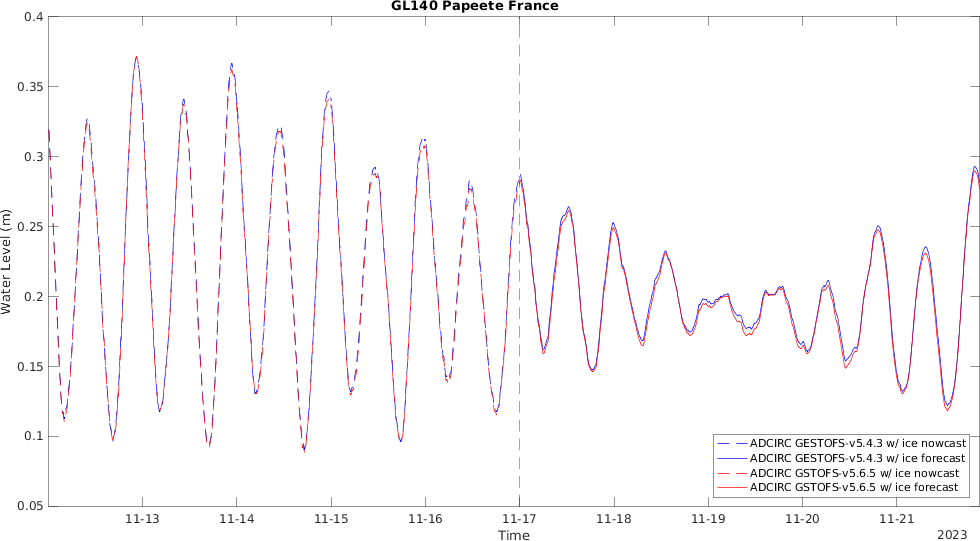 GL140 Papeete France
0.4
0.35
0.3
0.25
0.2
0.15
0.1
0.05
Water Level (m)
ADCIRC GESTOFS-v5.4.3 w/ ice nowcast
ADCIRC GESTOFS-v5.4.3 w/ ice forecast
ADCIRC GSTOFS-v5.6.5 w/ ice nowcast
ADCIRC GSTOFS-v5.6.5 w/ ice forecast
11-13 11-14 11-15 11-16 11-17 11-18 11-19 11-20 11-21
Time
2023